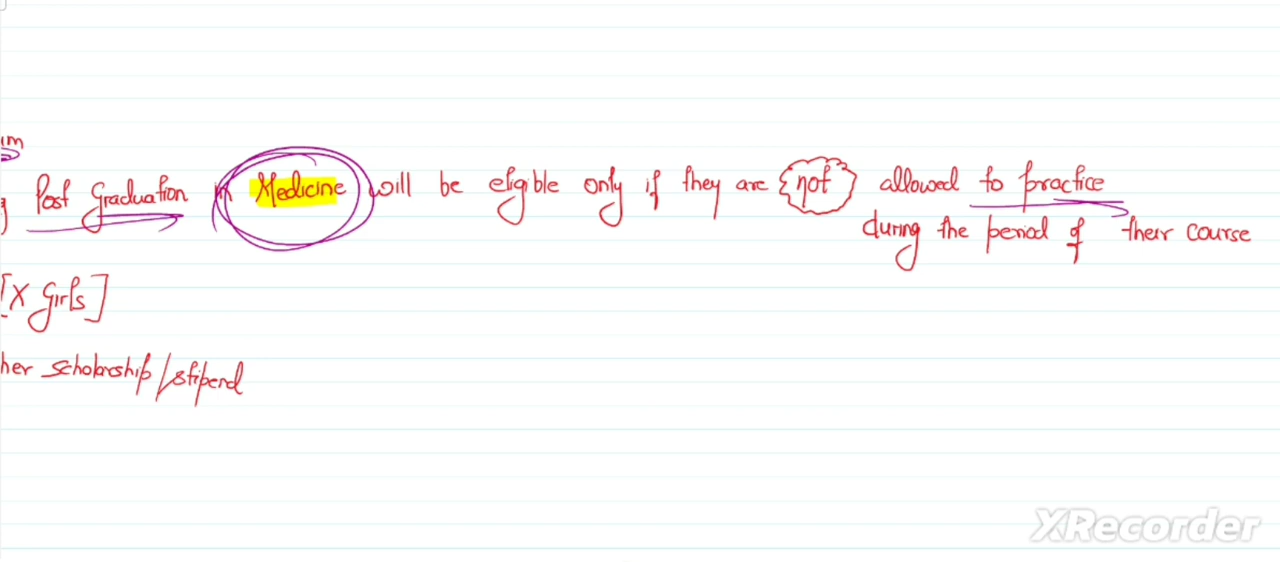 im
Post Graduation in Medicine will be eligible only if they are {not} allowed to practice
during the period of their course
[X Girls]
her scholarship/stipend
XRecorder